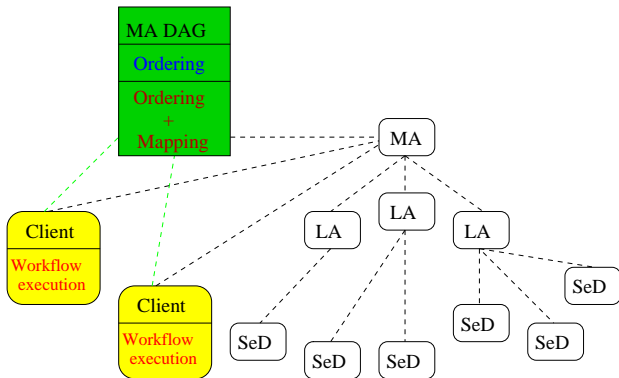 MA DAG
Ordering
Ordering
+
Mapping
MA
LA
LA
LA
Client
Workflow
execution
Client
Workflow
execution
SeD
SeD
SeD
SeD
SeD
SeD